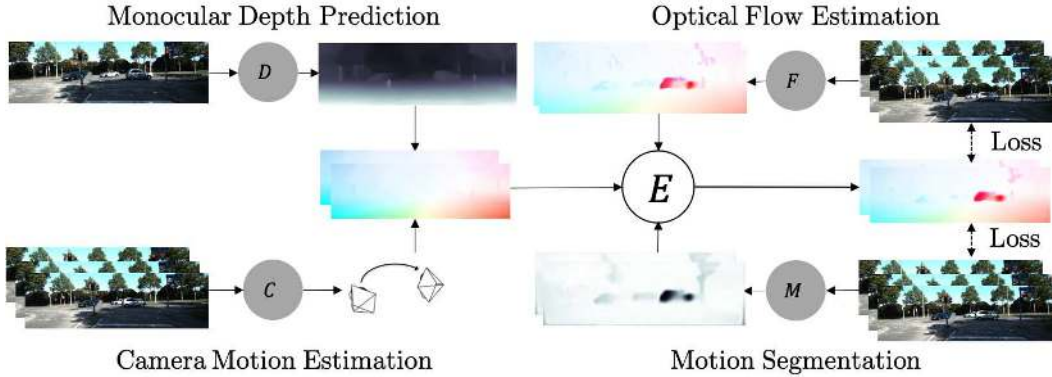 Monocular Depth Prediction
Optical Flow Estimation
D
F
Loss
E
Loss
C
M
Camera Motion Estimation
Motion Segmentation